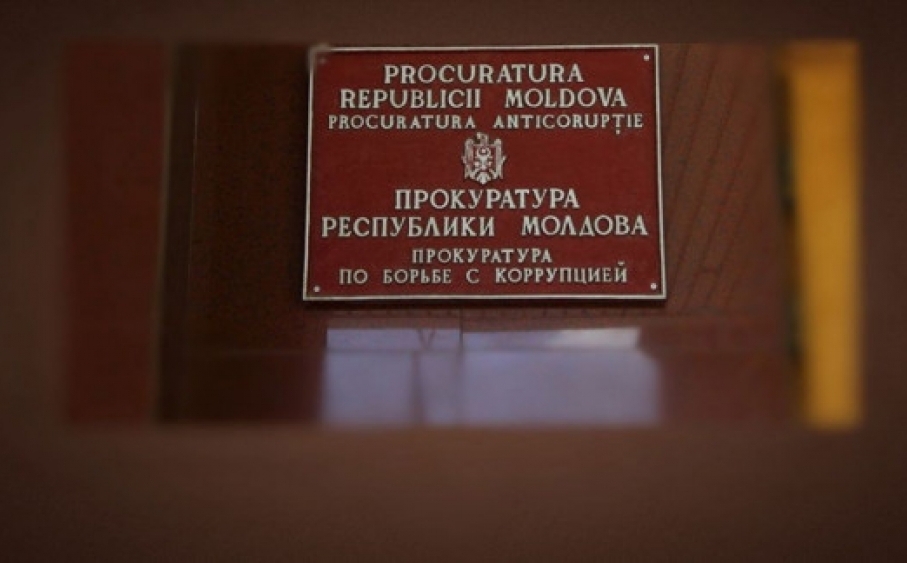 PROCURATURA
REPUBLICII MOLDOVA
PROCURATURA ANTICORUPȚIE
ПРОКУРАТУРА
РЕСПУБЛИКИ МОЛДОВА
ПРОКУРАТУРА
ПО БОРЬБЕ С КОРРУПЦИЕЙ